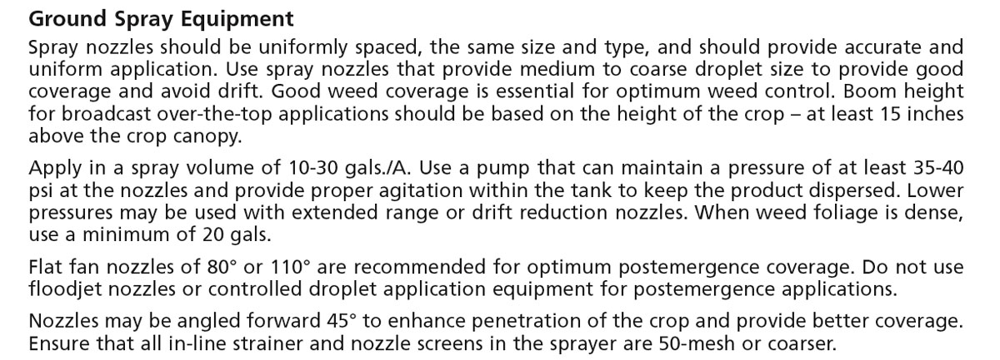 Ground Spray Equipment
Spray nozzles should be uniformly spaced, the same size and type, and should provide accurate and
uniform application. Use spray nozzles that provide medium to coarse droplet size to provide good
coverage and avoid drift. Good weed coverage is essential for optimum weed control. Boom height
for broadcast over-the-top applications should be based on the height of the crop – at least 15 inches
above the crop canopy.
Apply in a spray volume of 10-30 gals./A. Use a pump that can maintain a pressure of at least 35-40
psi at the nozzles and provide proper agitation within the tank to keep the product dispersed. Lower
pressures may be used with extended range or drift reduction nozzles. When weed foliage is dense,
use a minimum of 20 gals.
Flat fan nozzles of 80° or 110° are recommended for optimum postemergence coverage. Do not use
floodjet nozzles or controlled droplet application equipment for postemergence applications.
Nozzles may be angled forward 45° to enhance penetration of the crop and provide better coverage.
Ensure that all in-line strainer and nozzle screens in the sprayer are 50-mesh or coarser.